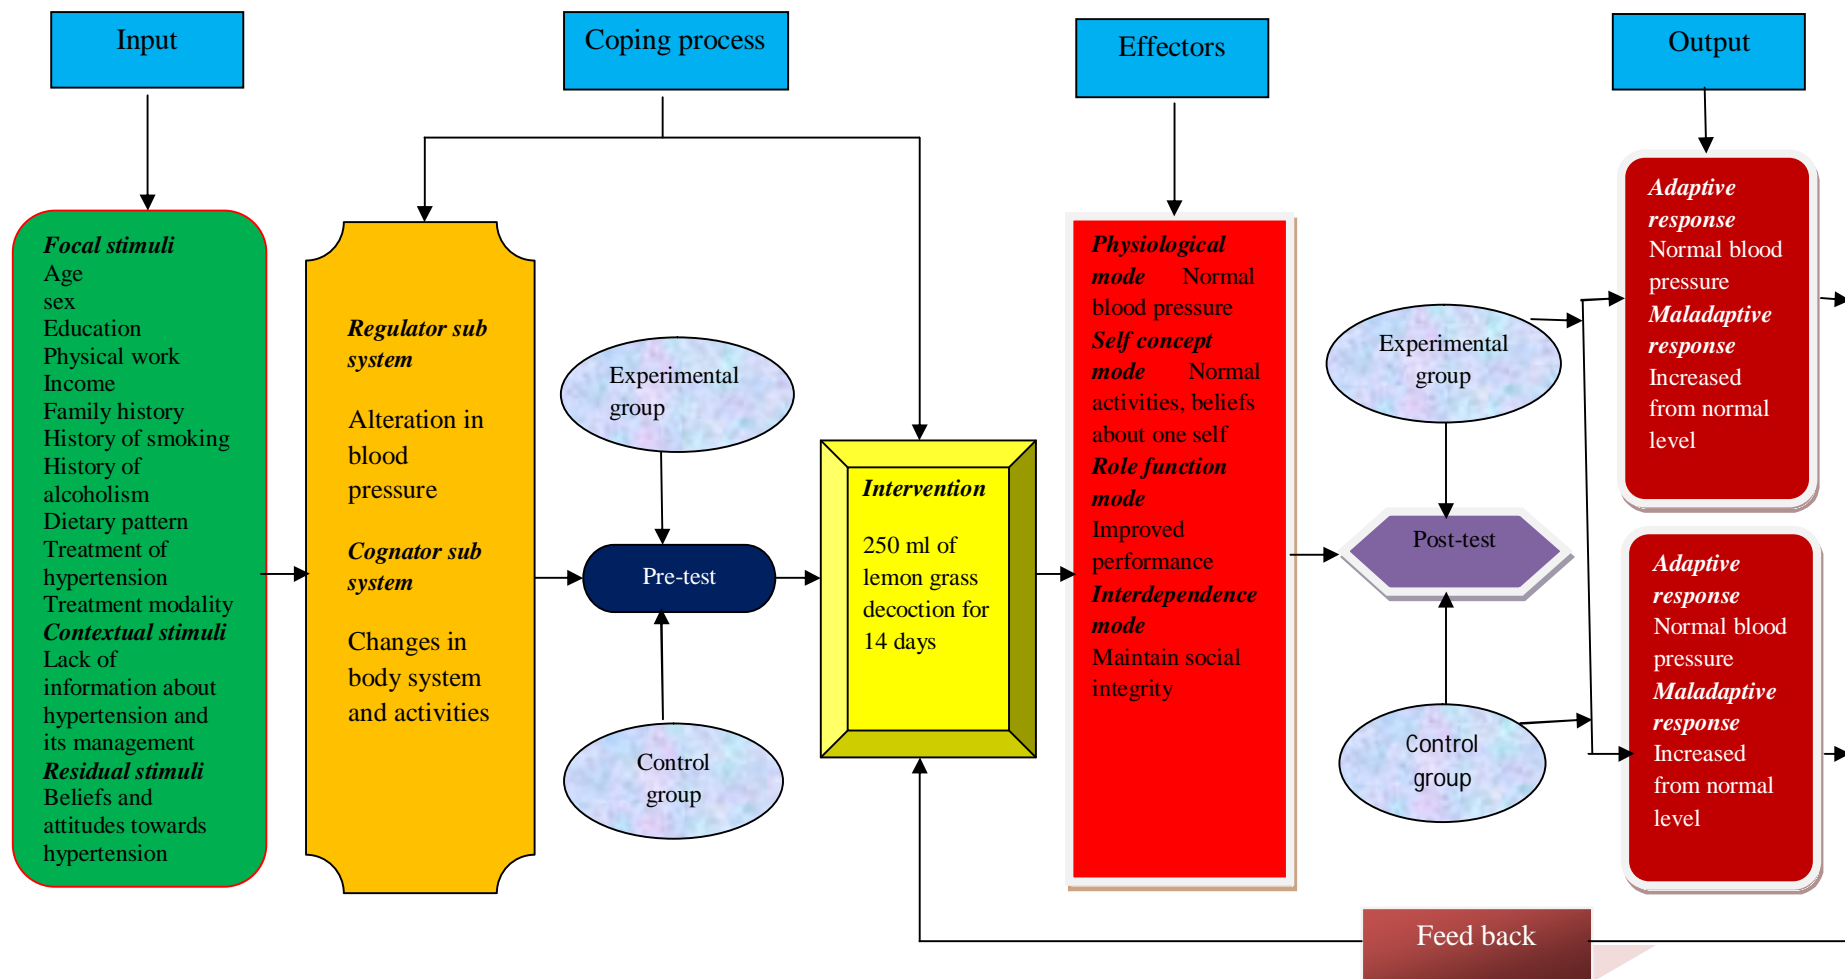 Input
Coping process
Effectors
Output
Focal stimuli
Age
sex
Education
Physical work
Income
Family history
History of smoking
History of
alcoholism
Dietary pattern
Treatment of
hypertension
Treatment modality
Contextual stimuli
Lack of
information about
hypertension and
its management
Residual stimuli
Beliefs and
attitudes towards
hypertension
Regulator sub
system
Alteration in
blood
pressure
Cognator sub
system
Changes in
body system
and activities
Experimental
group
Pre-test
Control
group
Intervention
250 ml of
lemon grass
decoction for
14 days
Physiological
mode Normal
blood pressure
Self concept
mode Normal
activities, beliefs
about one self
Role function
mode
Improved
performance
Interdependence
mode
Maintain social
integrity
Experimental
group
Post-test
Control
group
Adaptive
response
Normal blood
pressure
Maladaptive
response
Increased
from normal
level
Adaptive
response
Normal blood
pressure
Maladaptive
response
Increased
from normal
level
Feed back